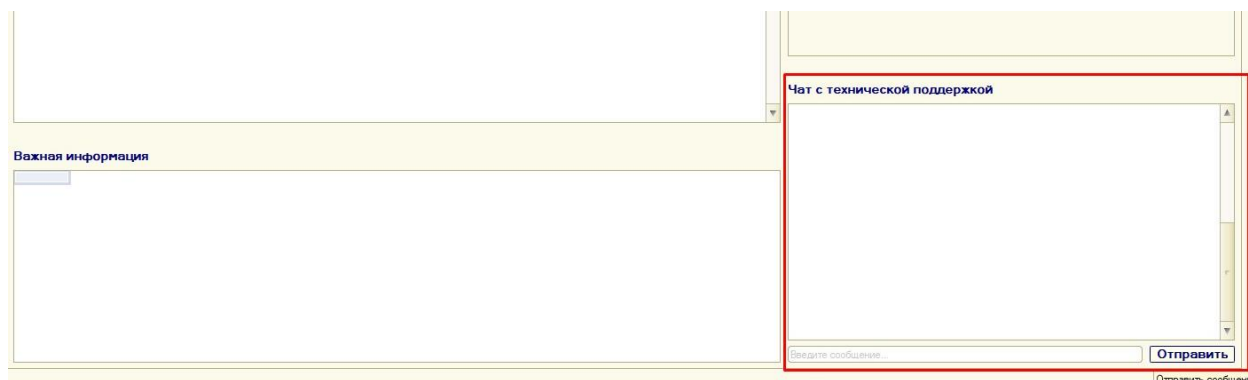 Чат с технической поддержкой
Важная информация
Введите сообщение...
Отправить